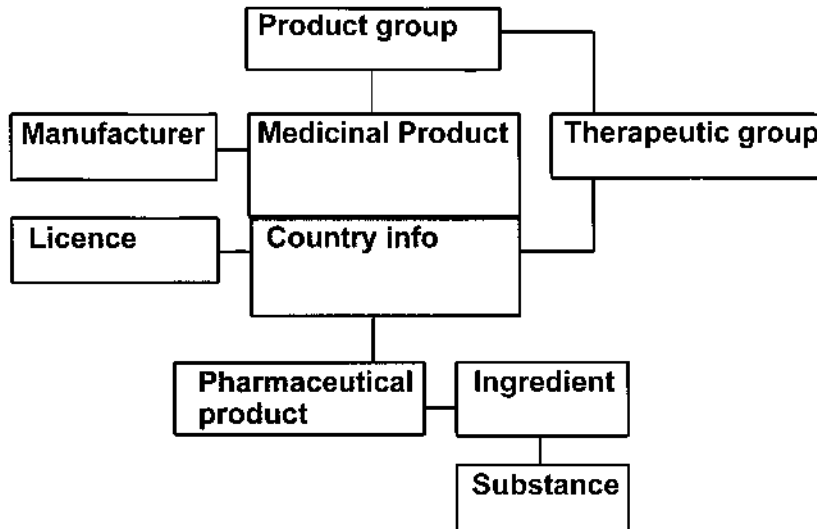 Product group
Manufacturer
Medicinal Product
Therapeutic group
Licence
Country info
Pharmaceutical
product
Ingredient
Substance